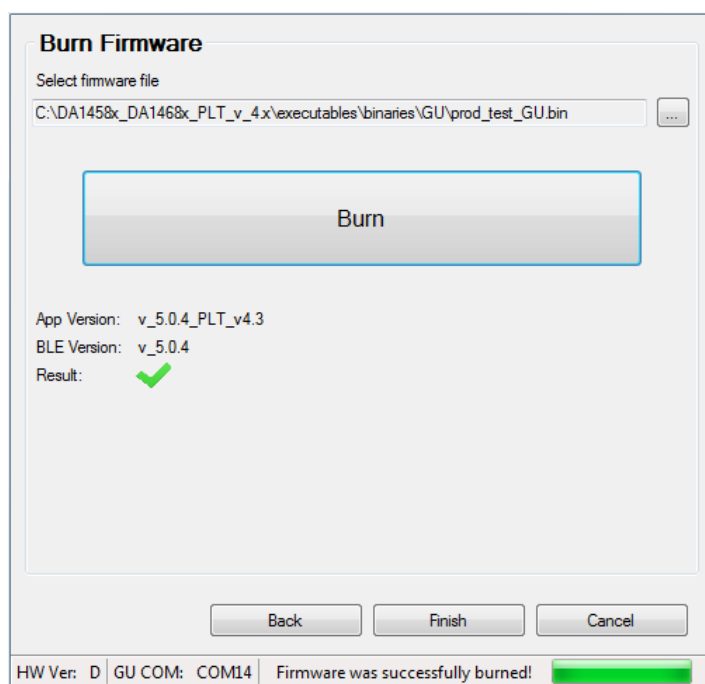 Burn Firmware
Select firmware file
C:\DA1458x_DA1468x_PLT_v_4.x\executables\binaries\GU\prod_test_GU.bin
...
Burn
App Version: v_5.0.4_PLT_v4.3
BLE Version: v_5.0.4
Result:
Back Finish Cancel
HW Ver: D GU COM: COM14 Firmware was successfully burned!